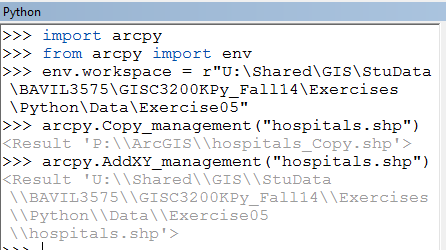 Python
>>> import arcpy
>>> from arcpy import env
>>> env.workspace = r"U:\Shared\GIS\StuData
\BAVIL3575\GISC3200KPy_Fall14\Exercises
\Python\Data\Exercise05"
>>> arcpy.Copy_management("hospitals.shp")
<Result 'P:\\ArcGIS\\hospitals_Copy.shp'>
>>> arcpy.AddXY_management("hospitals.shp")
<Result 'U:\\Shared\\GIS\\StuData
\\BAVIL3575\\GISC3200KPy_Fall14\\Exercises
\\Python\\Data\\Exercise05
\\hospitals.shp'>
>>>